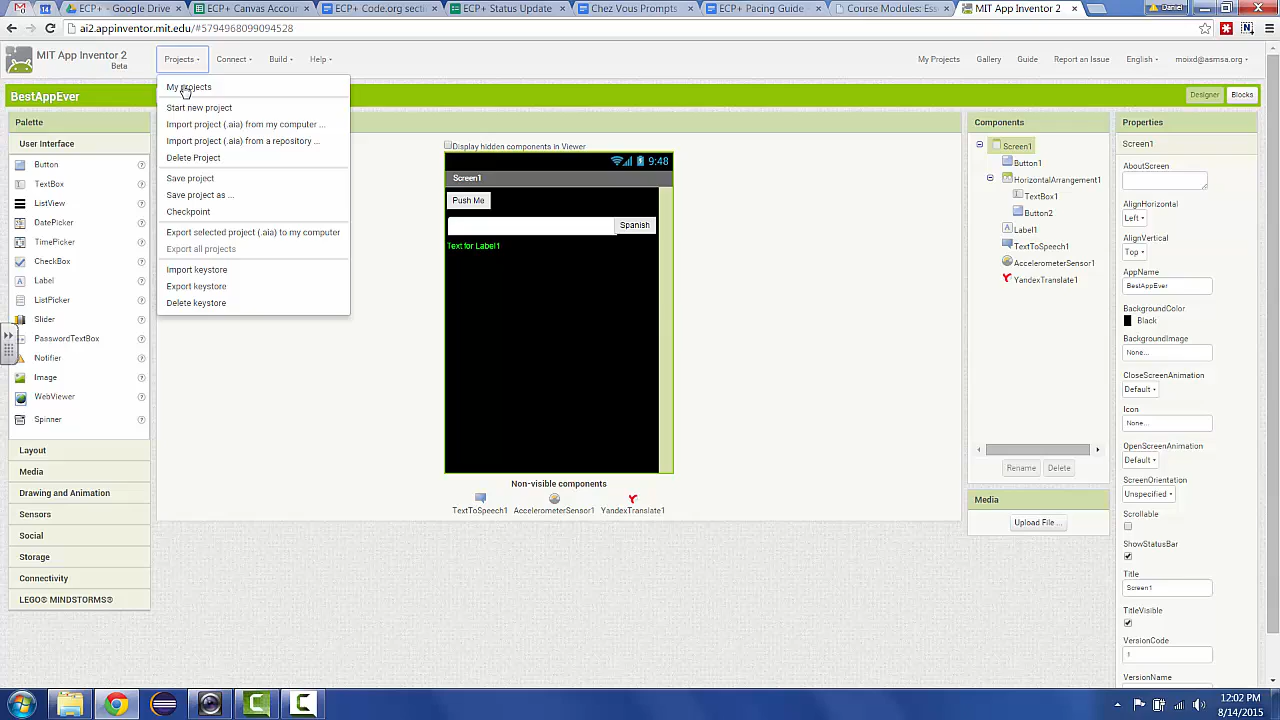 14
Google Drive
ECP+ Canvas Accou
ECP+ Code.org secti
ECP+ Status Update
Chez Vous Prompts
ECP+ Pacing Guide
Course Modules: Ess
MIT App Inventor 2
Daniel
ai2.appinventor.mit.edu/#5794968099094528
MIT App Inventor 2
Beta
Projects
Connect
Build
Help
My Projects
Gallery
Guide
Report an Issue
English
moixd@asmsa.org
My projects
Start new project
Import project (.aia) from my computer ...
Import project (.aia) from a repository ...
Delete Project
Save project
Save project as ...
Checkpoint
Export selected project (.aia) to my computer
Export all projects
Import keystore
Export keystore
Delete keystore
BestAppEver
Designer
Blocks
Palette
User Interface
Button
TextBox
ListView
DatePicker
TimePicker
CheckBox
Label
ListPicker
Slider
PasswordTextBox
Notifier
Image
WebViewer
Spinner
Layout
Media
Drawing and Animation
Sensors
Social
Storage
Connectivity
LEGO® MINDSTORMS®
Display hidden components in Viewer
9:48
Screen1
Push Me
Spanish
Text for Label1
Non-visible components
TextToSpeech1
AccelerometerSensor1
YandexTranslate1
Components
Screen1
Button1
HorizontalArrangement1
TextBox1
Button2
Label1
TextToSpeech1
AccelerometerSensor1
YandexTranslate1
Rename
Delete
Media
Upload File ...
Properties
Screen1
AboutScreen
AlignHorizontal
Left
AlignVertical
Top
AppName
BestAppEver
BackgroundColor
Black
BackgroundImage
None...
CloseScreenAnimation
Default
Icon
None...
OpenScreenAnimation
Default
ScreenOrientation
Unspecified
Scrollable
ShowStatusBar
Title
Screen1
TitleVisible
VersionCode
1
VersionName
12:02 PM
8/14/2015